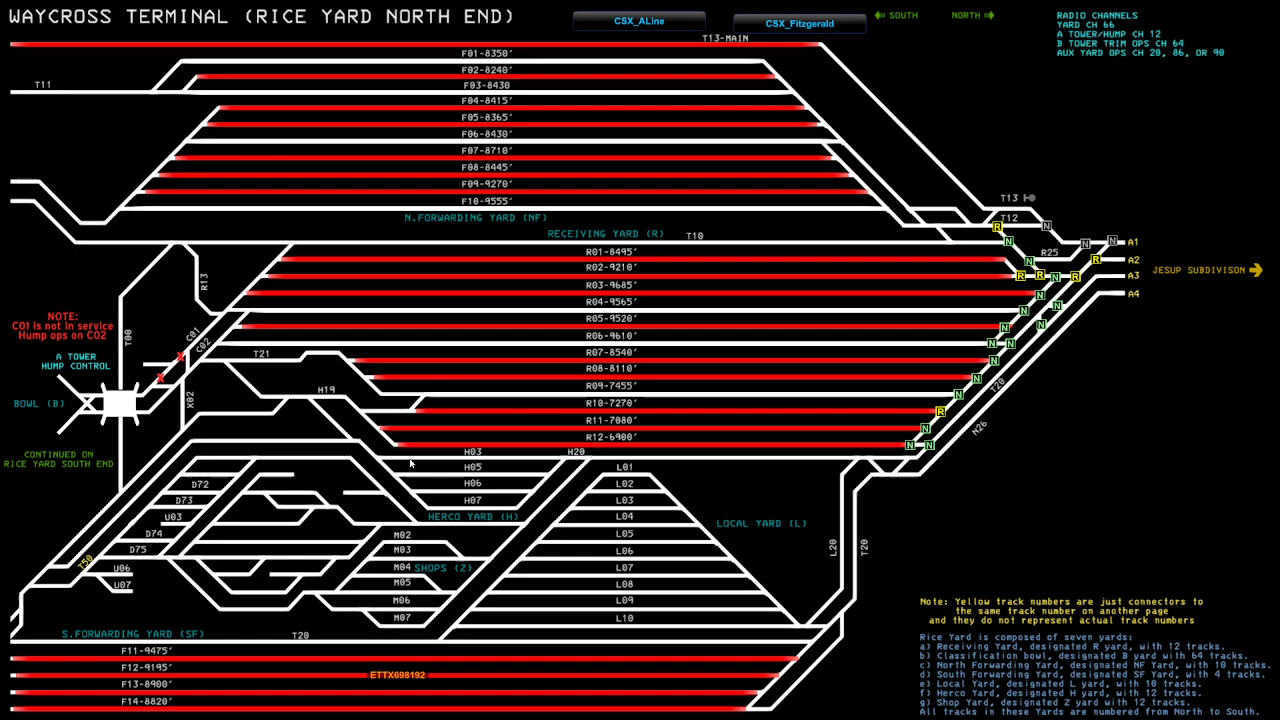 WAYCROSS TERMINAL (RICE YARD NORTH END)
CSX_ALine
CSX_Fitzgerald
SOUTH
NORTH
RADIO CHANNELS
YARD CH 66
A TOWER/HUMP CH 12
B TOWER TRIM OPS CH 64
AUX YARD OPS CH 20, 86, OR 90
T13-MAIN
F01-8350'
F02-8240'
T11
F03-8430
F04-8415'
F05-8365'
F06-8430'
F07-8710'
F08-8445'
F09-9270'
F10-9555'
N.FORWARDING YARD (NF)
T13
T12
RECEIVING YARD (R)
T10
A1
R01-8495'
R25
A2
R02-9210'
JESUP SUBDIVISON
A3
R13
R03-9685'
A4
R04-9565'
NOTE:
C01 is not in service
Hump ops on C02
R05-9520'
T00
C01
C02
R06-9610'
A TOWER
HUMP CONTROL
T21
R07-8540'
R08-8110'
T20
H19
R09-7455'
X02
BOWL (B)
R10-7270'
R11-7080'
N26
R12-6900'
CONTINUED ON
RICE YARD SOUTH END
H03
H20
H05
L01
D72
H06
L02
D73
H07
L03
U03
HERCO YARD (H)
L04
LOCAL YARD (L)
D74
M02
L05
D75
M03
L06
L20
T20
T50
U06
M04
SHOPS (Z)
L07
U07
M05
L08
M06
L09
M07
L10
Note: Yellow track numbers are just connectors to
the same track number on another page
and they do not represent actual track numbers
S.FORWARDING YARD (SF)
T20
F11-9475'
F12-9195'
ETTX698192
F13-8900'
F14-8820'
Rice Yard is composed of seven yards:
a) Receiving Yard, designated R yard, with 12 tracks.
b) Classification bowl, designated B yard with 64 tracks.
c) North Forwarding Yard, designated NF Yard, with 10 tracks.
d) South Forwarding Yard, designated SF Yard, with 4 tracks.
e) Local Yard, designated L yard, with 10 tracks.
f) Herco Yard, designated H yard, with 12 tracks.
g) Shop Yard, designated Z yard with 12 tracks.
All tracks in these Yards are numbered from North to South.